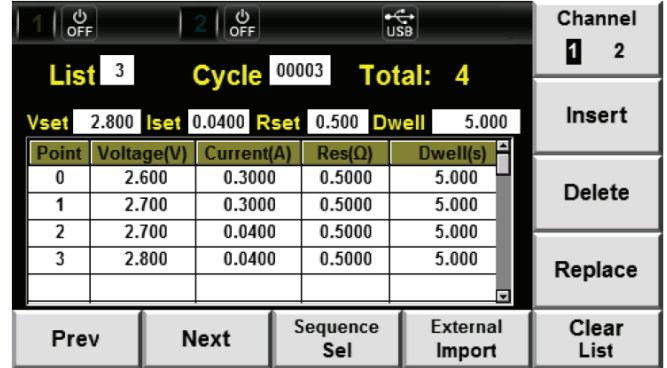 1 OFF 2 OFF USB Channel
1 2
List 3 Cycle 00003 Total: 4
Vset 2.800 Iset 0.0400 Rset 0.500 Dwell 5.000
Insert
Point Voltage(V) Current(A) Res(Ω) Dwell(s)
0 2.600 0.3000 0.5000 5.000
1 2.700 0.3000 0.5000 5.000
2 2.700 0.0400 0.5000 5.000
3 2.800 0.0400 0.5000 5.000
Delete
Replace
Prev Next Sequence Sel External Import Clear List